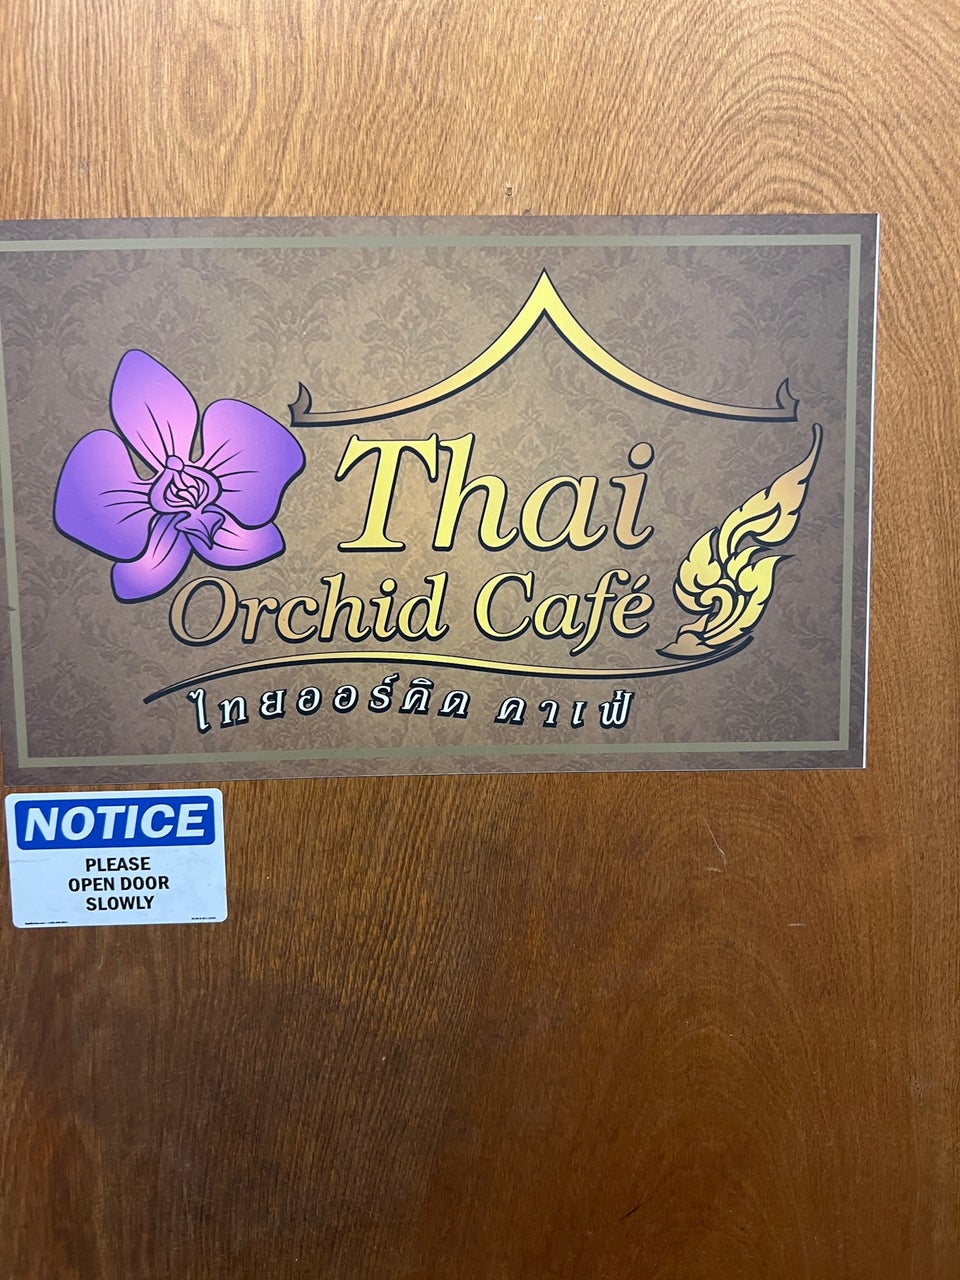 Thai
Orchid Café
ไทยออร์คิด คาเฟ่
NOTICE
PLEASE
OPEN DOOR
SLOWLY